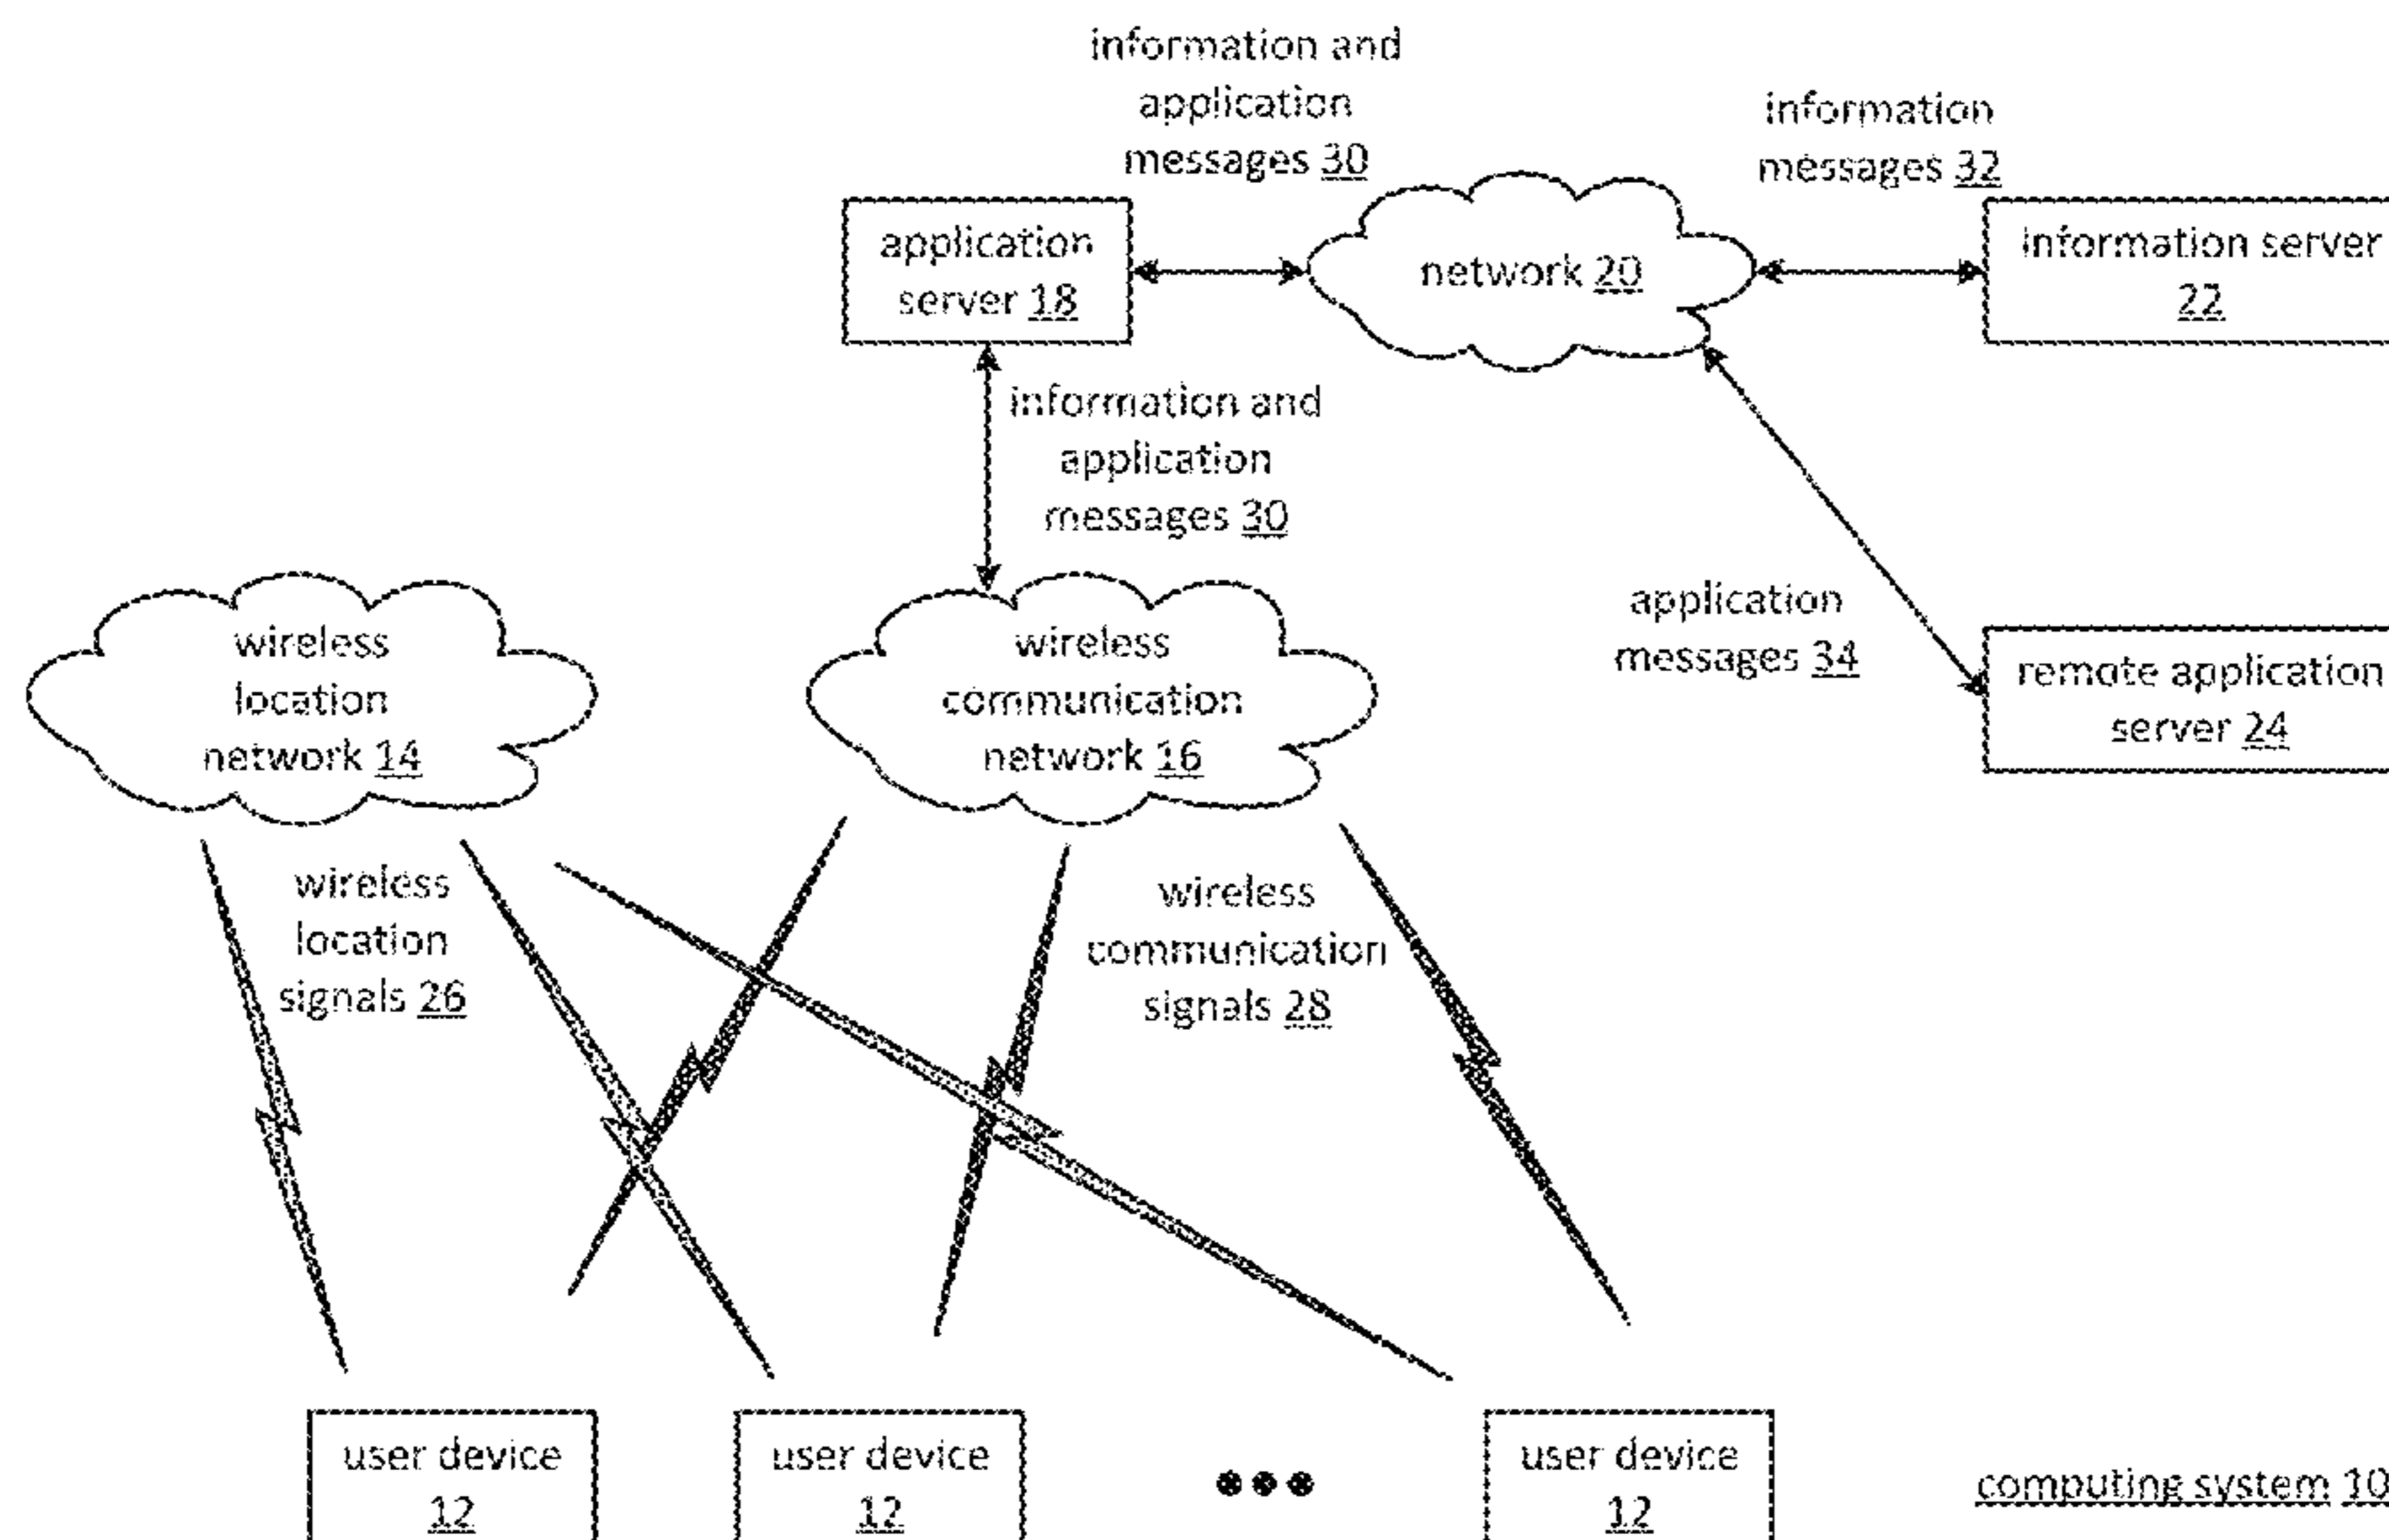 information and
application
messages 30
information
messages 32
application
server 18
network 20
information server
22
information and
application
messages 30
wireless
location
network 14
wireless
communication
network 16
application
messages 34
remote application
server 24
wireless
location
signals 26
wireless
communication
signals 28
user device
12
user device
12
user device
12
computing system 10